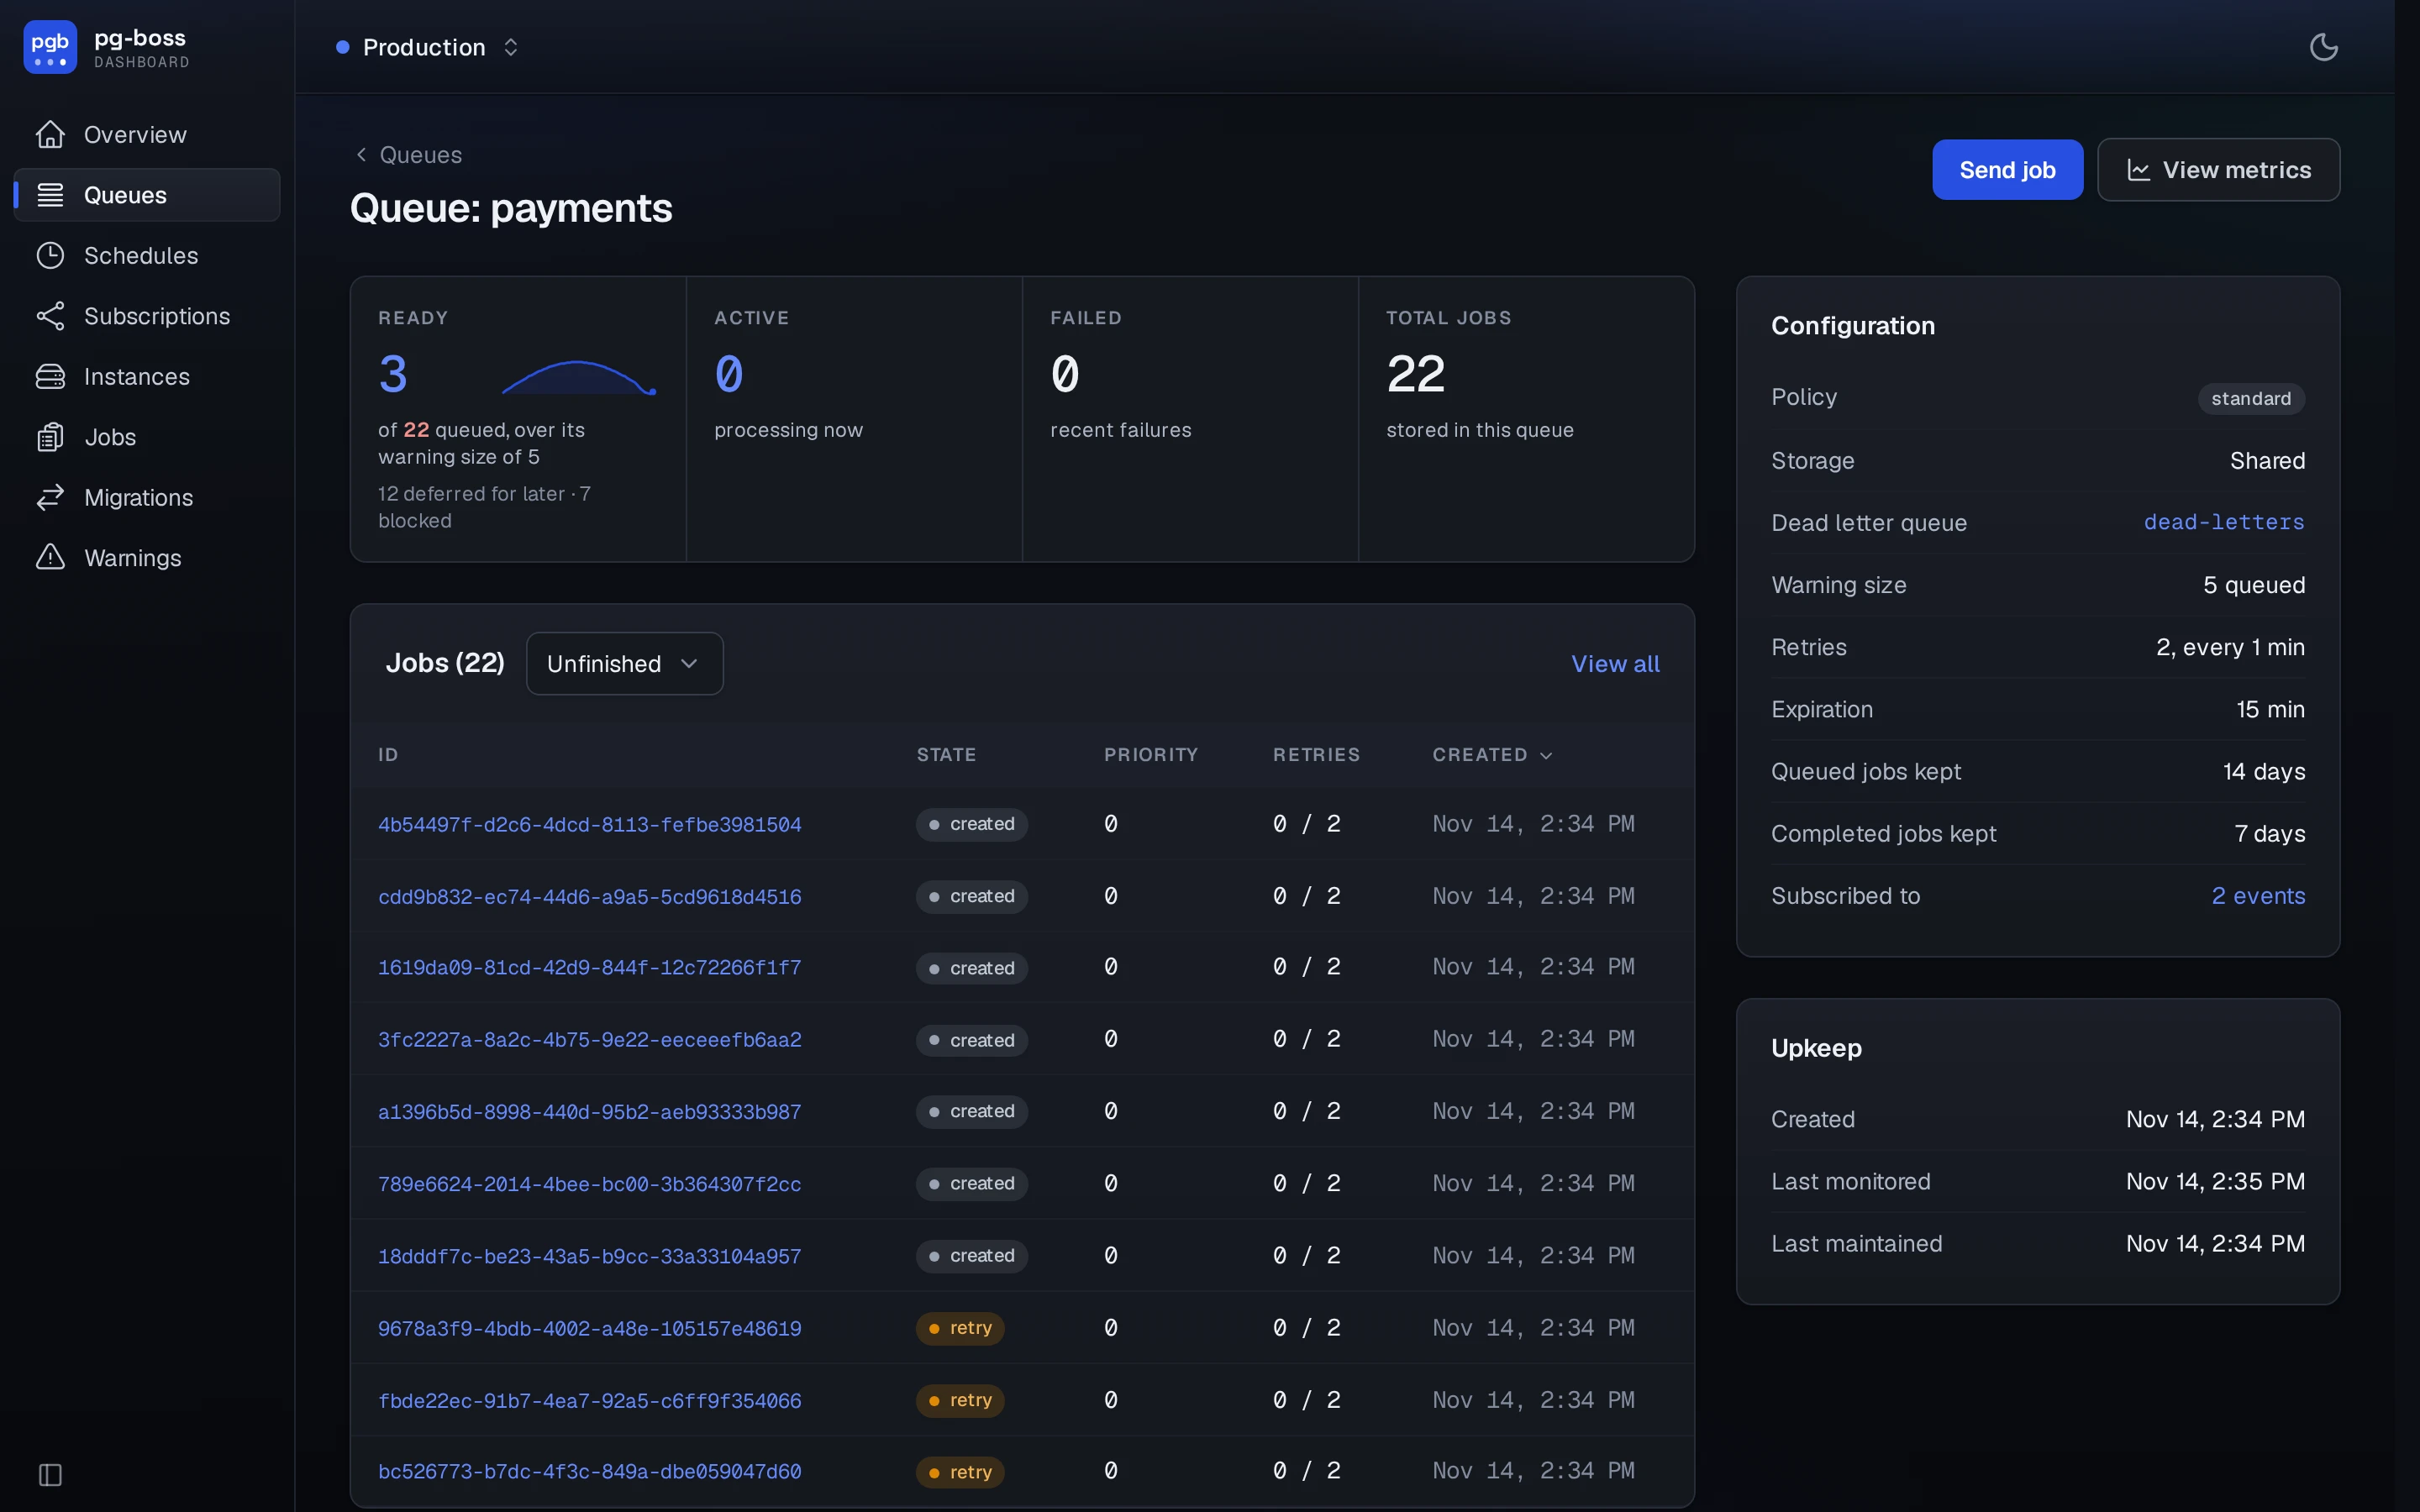 pgb
pg-boss
DASHBOARD
Overview
Queues
Schedules
Subscriptions
Instances
Jobs
Migrations
Warnings
Production
Queues
Queue: payments
Send job
View metrics
READY
3
of 22 queued, over its
warning size of 5
12 deferred for later · 7
blocked
ACTIVE
0
processing now
FAILED
0
recent failures
TOTAL JOBS
22
stored in this queue
Jobs (22)
Unfinished
View all
ID STATE PRIORITY RETRIES CREATED
4b54497f-d2c6-4dcd-8113-fefbe3981504 created 0 0 / 2 Nov 14, 2:34 PM
cdd9b832-ec74-44d6-a9a5-5cd9618d4516 created 0 0 / 2 Nov 14, 2:34 PM
1619da09-81cd-42d9-844f-12c72266f1f7 created 0 0 / 2 Nov 14, 2:34 PM
3fc2227a-8a2c-4b75-9e22-eeceeefb6aa2 created 0 0 / 2 Nov 14, 2:34 PM
a1396b5d-8998-440d-95b2-aeb93333b987 created 0 0 / 2 Nov 14, 2:34 PM
789e6624-2014-4bee-bc00-3b364307f2cc created 0 0 / 2 Nov 14, 2:34 PM
18dddf7c-be23-43a5-b9cc-33a33104a957 created 0 0 / 2 Nov 14, 2:34 PM
9678a3f9-4bdb-4002-a48e-105157e48619 retry 0 0 / 2 Nov 14, 2:34 PM
fbde22ec-91b7-4ea7-92a5-c6ff9f354066 retry 0 0 / 2 Nov 14, 2:34 PM
bc526773-b7dc-4f3c-849a-dbe059047d60 retry 0 0 / 2 Nov 14, 2:34 PM
Configuration
Policy standard
Storage Shared
Dead letter queue dead-letters
Warning size 5 queued
Retries 2, every 1 min
Expiration 15 min
Queued jobs kept 14 days
Completed jobs kept 7 days
Subscribed to 2 events
Upkeep
Created Nov 14, 2:34 PM
Last monitored Nov 14, 2:35 PM
Last maintained Nov 14, 2:34 PM